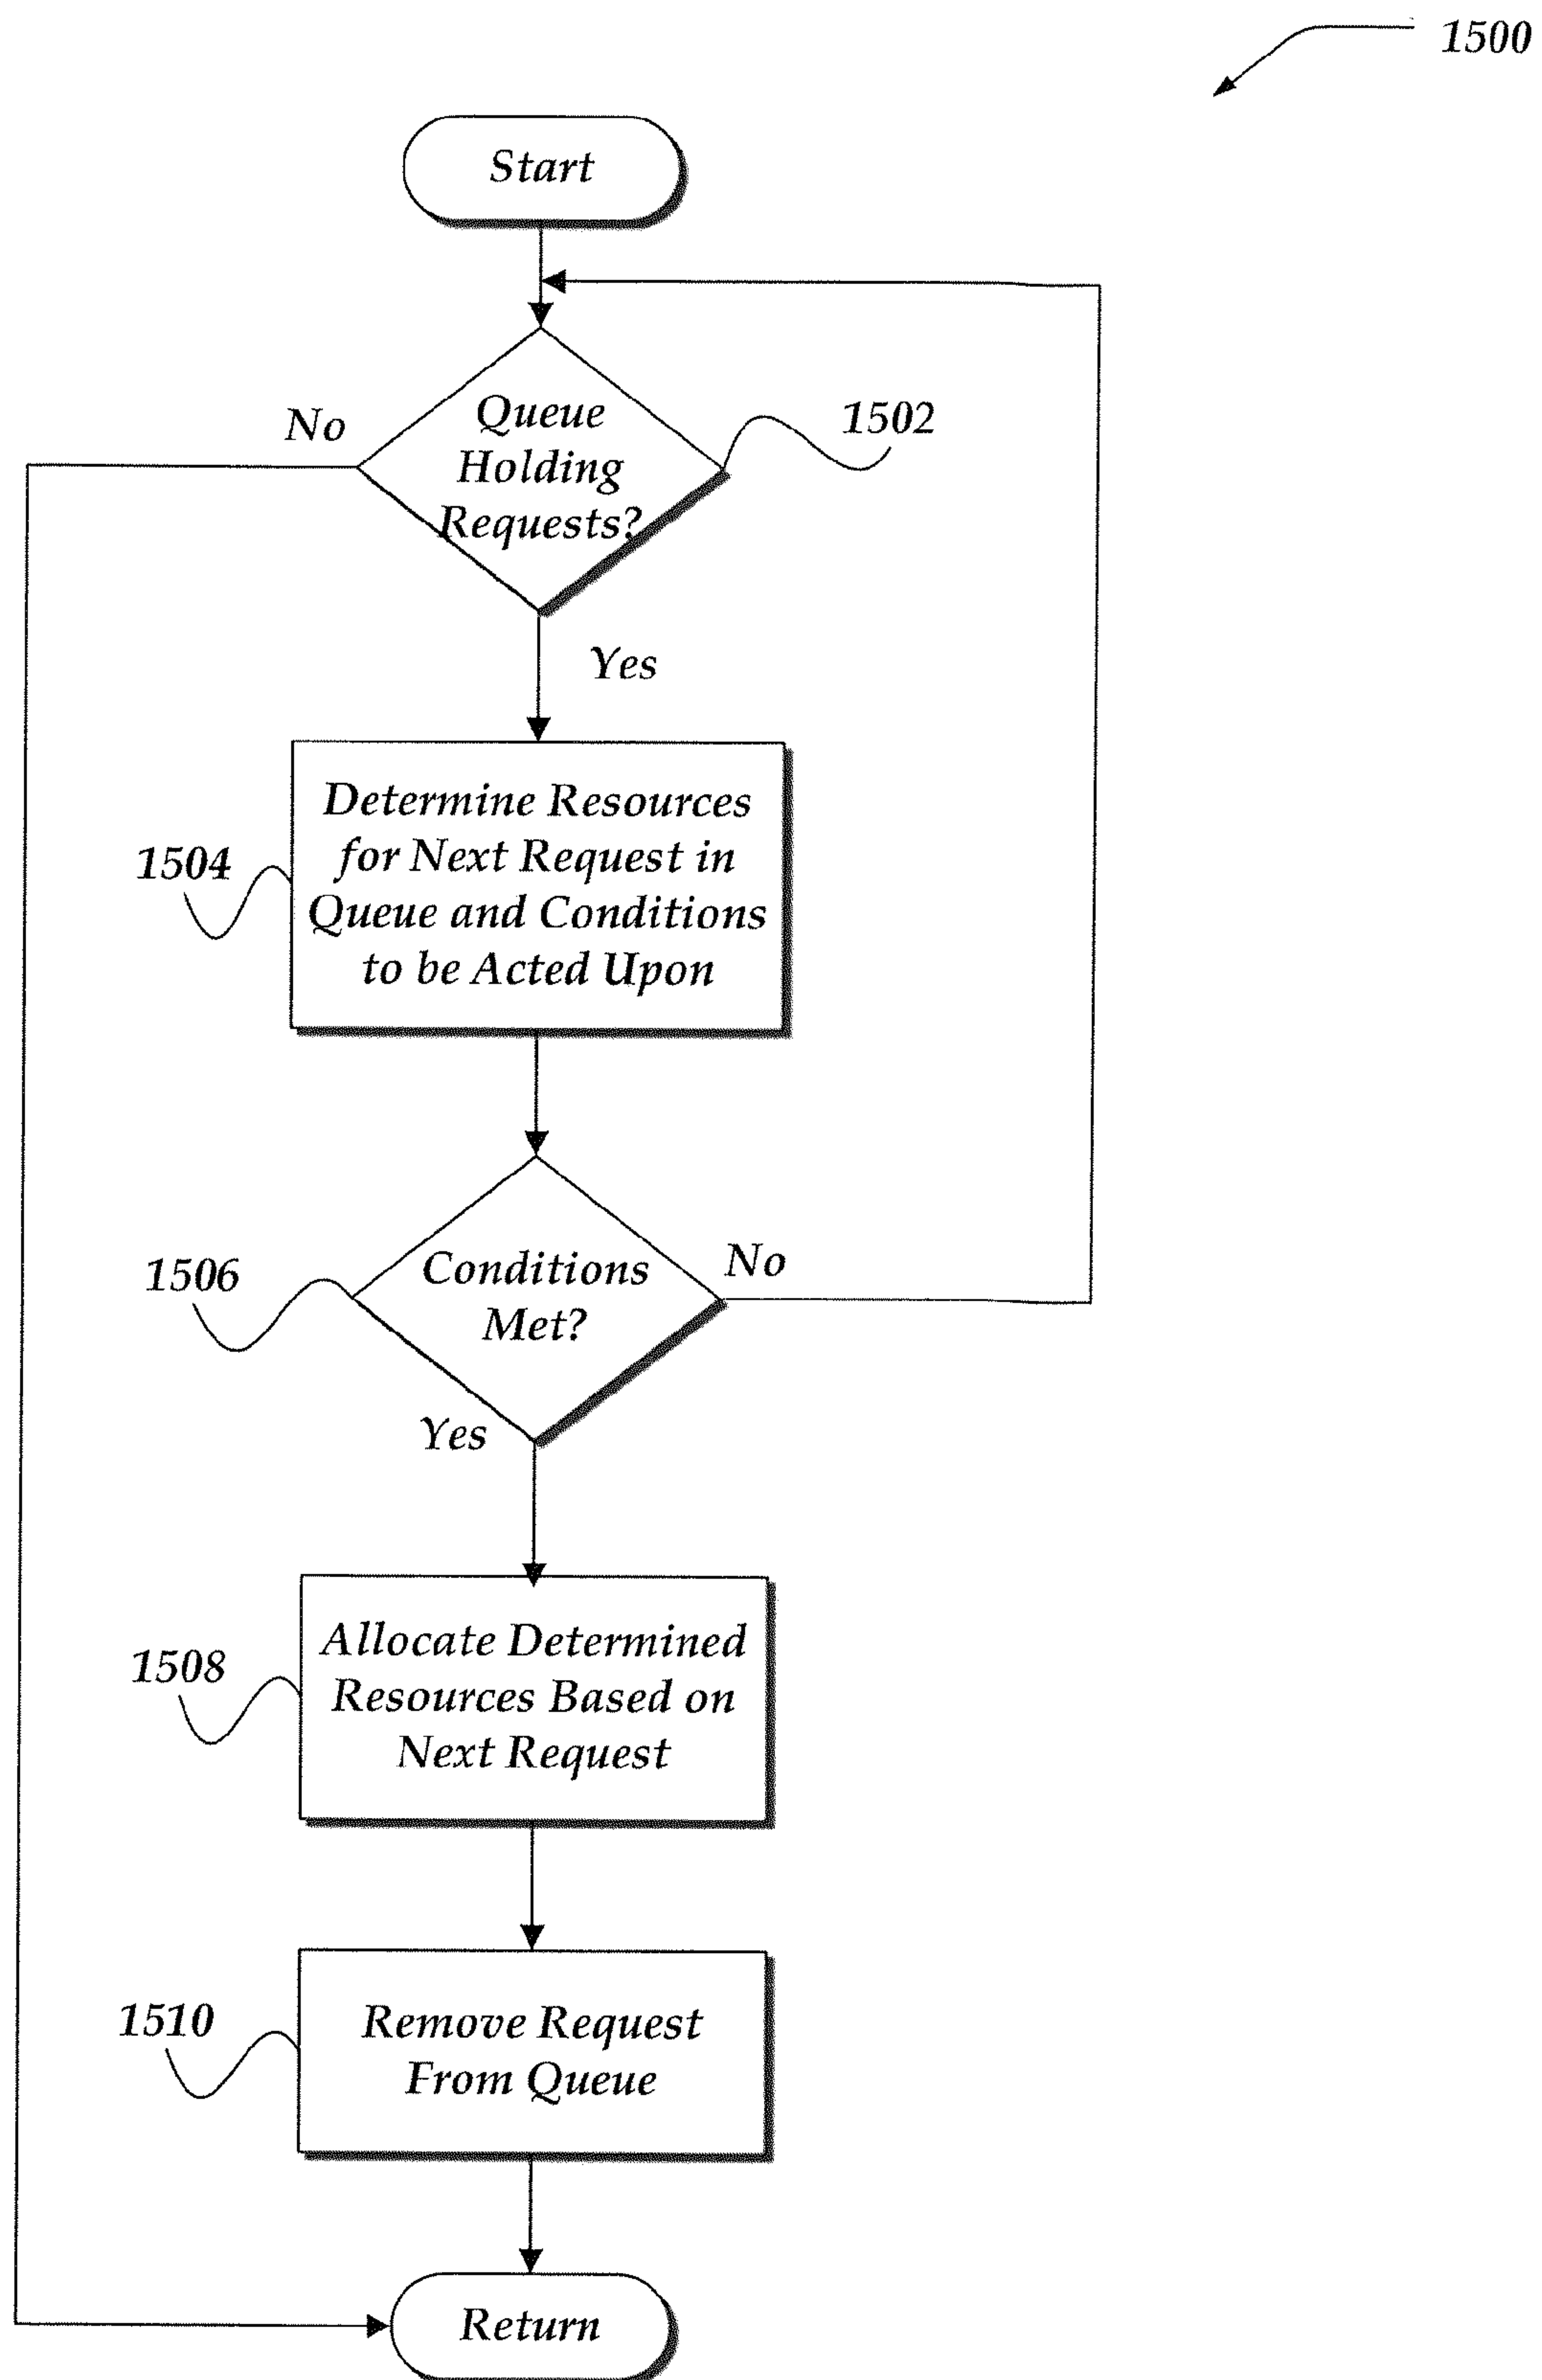 1500
Start
No
Queue
Holding
Requests?
1502
Yes
1504
Determine Resources
for Next Request in
Queue and Conditions
to be Acted Upon
1506
Conditions
Met?
No
Yes
1508
Allocate Determined
Resources Based on
Next Request
1510
Remove Request
From Queue
Return